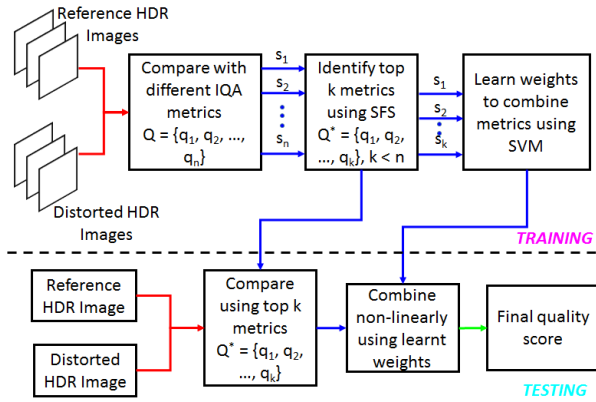 Reference HDR
Images
Compare with
different IQA
metrics
Q = {q1, q2, ...,
qn}
s1
s2
sn
Identify top
k metrics
using SFS
Q* = {q1, q2,
..., qk}, k < n
s1
s2
sk
Learn weights
to combine
metrics using
SVM
Distorted HDR
Images
TRAINING
Reference
HDR Image
Distorted
HDR Image
Compare
using top k
metrics
Q* = {q1, q2,
..., qk}
Combine
non-linearly
using learnt
weights
Final quality
score
TESTING